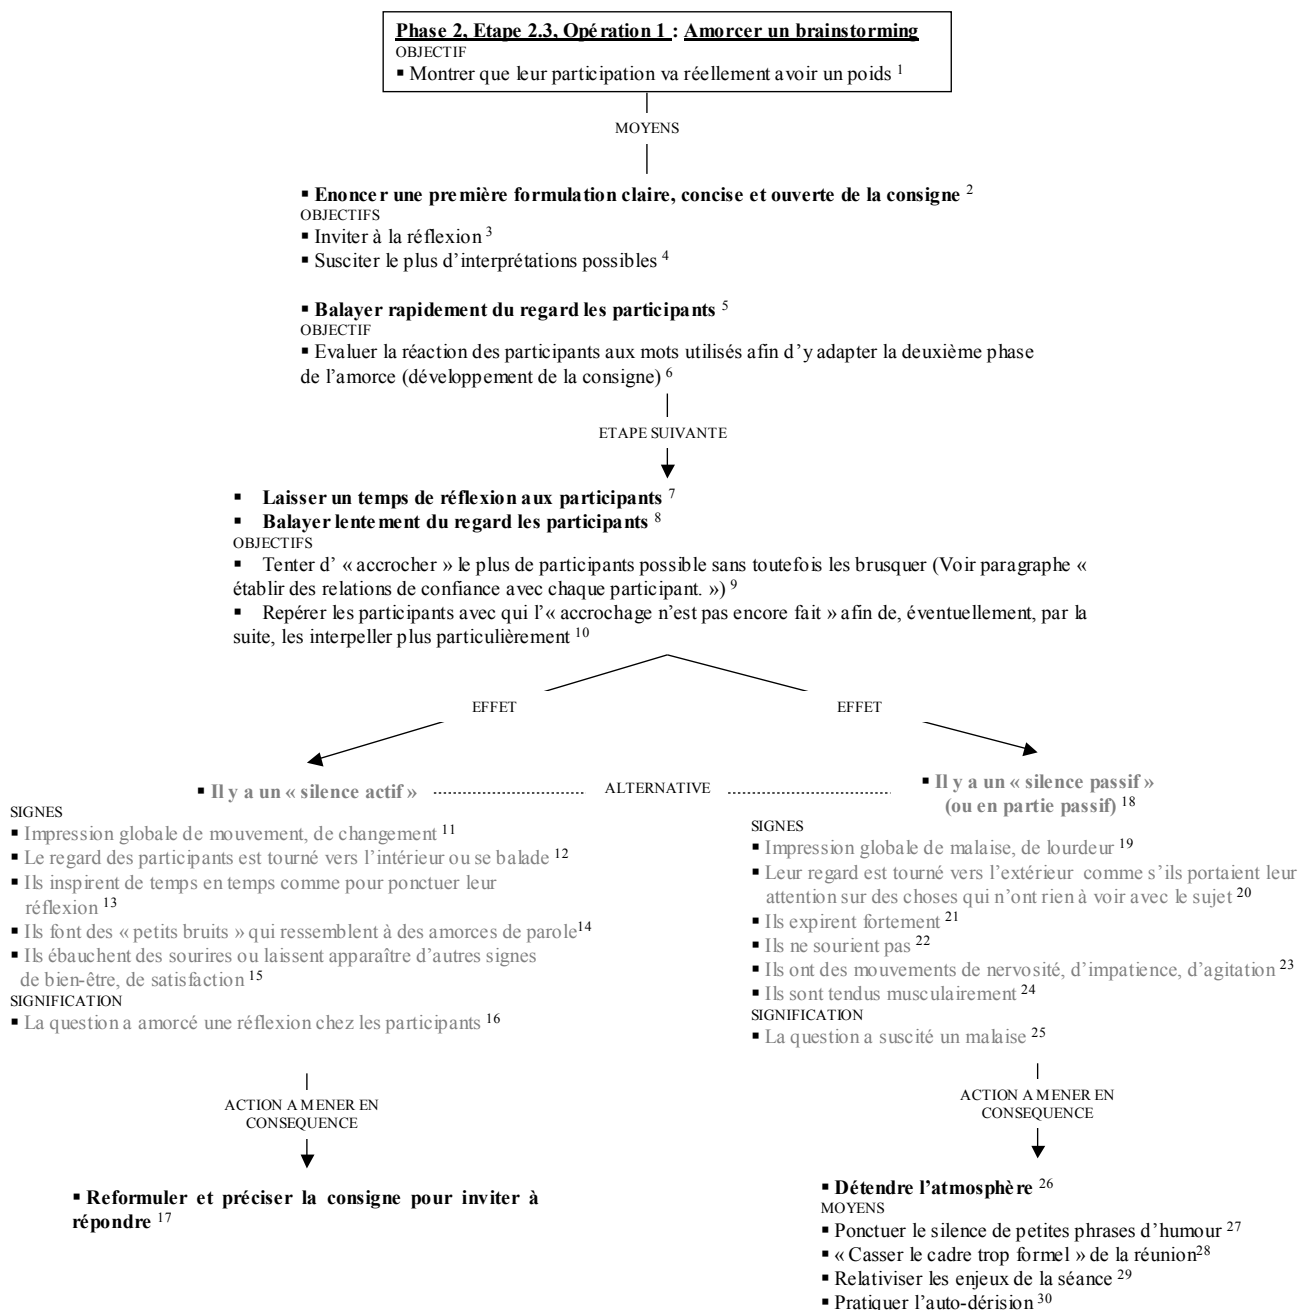 Phase 2, Etape 2.3, Opération 1 : Amorcer un brainstorming
OBJECTIF
▪ Montrer que leur participation va réellement avoir un poids 1
MOYENS
▪ Enoncer une première formulation claire, concise et ouverte de la consigne 2
OBJECTIFS
▪ Inviter à la réflexion 3
▪ Susciter le plus d’interprétations possibles 4
▪ Balayer rapidement du regard les participants 5
OBJECTIF
▪ Evaluer la réaction des participants aux mots utilisés afin d’y adapter la deuxième phase
de l’amorce (développement de la consigne) 6
ETAPE SUIVANTE
▪ Laisser un temps de réflexion aux participants 7
▪ Balayer lentement du regard les participants 8
OBJECTIFS
▪ Tenter d’ « accrocher » le plus de participants possible sans toutefois les brusquer (Voir paragraphe «
établir des relations de confiance avec chaque participant. ») 9
▪ Repérer les participants avec qui l’« accrochage n’est pas encore fait » afin de, éventuellement, par la
suite, les interpeller plus particulièrement 10
EFFET
EFFET
▪ Il y a un « silence actif »
SIGNES
▪ Impression globale de mouvement, de changement 11
▪ Le regard des participants est tourné vers l’intérieur ou se balade 12
▪ Ils inspirent de temps en temps comme pour ponctuer leur
réflexion 13
▪ Ils font des « petits bruits » qui ressemblent à des amorces de parole 14
▪ Ils ébauchent des sourires ou laissent apparaître d’autres signes
de bien-être, de satisfaction 15
SIGNIFICATION
▪ La question a amorcé une réflexion chez les participants 16
ACTION A MENER EN
CONSEQUENCE
▪ Reformuler et préciser la consigne pour inviter à
répondre 17
ALTERNATIVE
▪ Il y a un « silence passif »
(ou en partie passif) 18
SIGNES
▪ Impression globale de malaise, de lourdeur 19
▪ Leur regard est tourné vers l’extérieur comme s’ils portaient leur
attention sur des choses qui n’ont rien à voir avec le sujet 20
▪ Ils expirent fortement 21
▪ Ils ne sourient pas 22
▪ Ils ont des mouvements de nervosité, d’impatience, d’agitation 23
▪ Ils sont tendus musculairement 24
SIGNIFICATION
▪ La question a suscité un malaise 25
ACTION A MENER EN
CONSEQUENCE
▪ Détendre l’atmosphère 26
MOYENS
▪ Ponctuer le silence de petites phrases d’humour 27
▪ « Casser le cadre trop formel » de la réunion 28
▪ Relativiser les enjeux de la séance 29
▪ Pratiquer l’auto-dérision 30